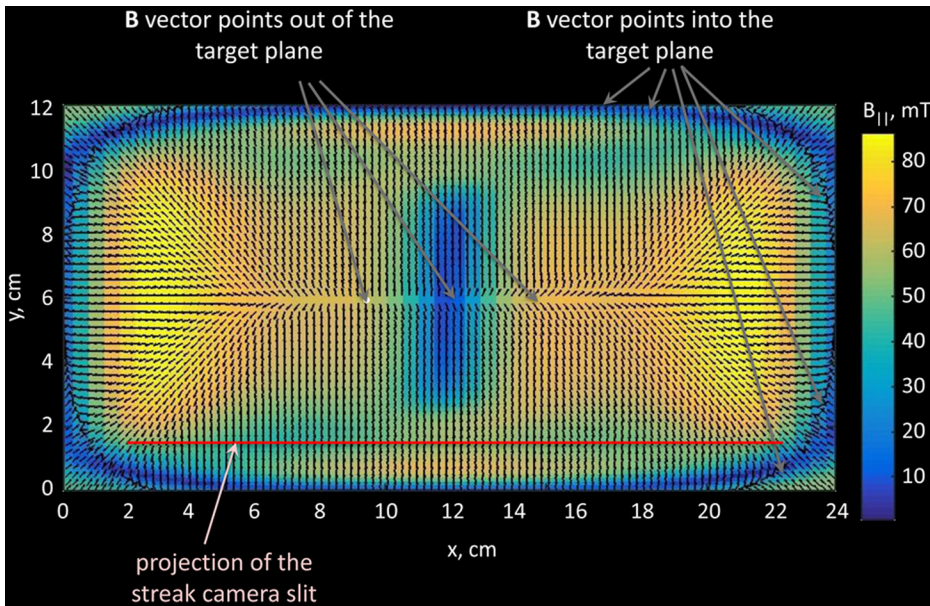 B vector points out of the
target plane
B vector points into the
target plane
B||, mT
12
10
8
6
4
2
0
y, cm
80
70
60
50
40
30
20
10
0 2 4 6 8 10 12 14 16 18 20 22 24
x, cm
projection of the
streak camera slit